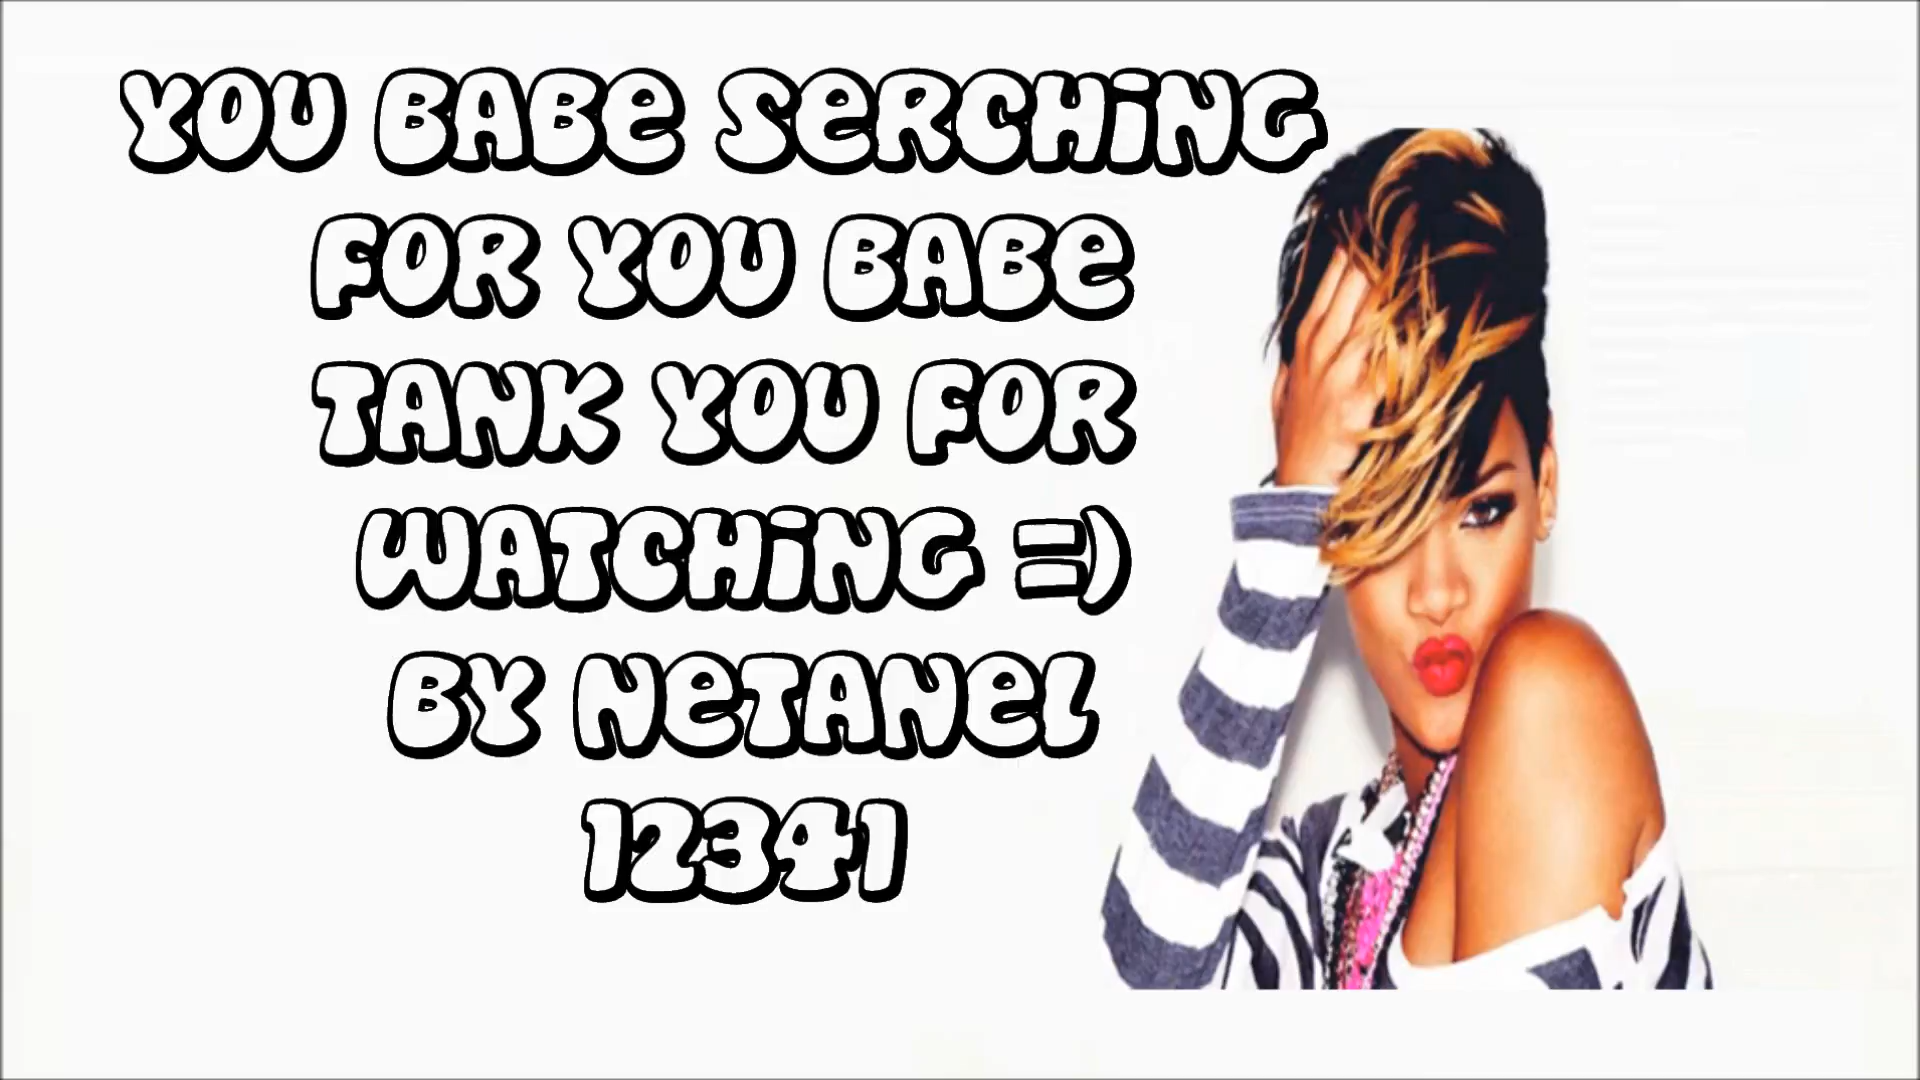 YOU BABE SERCHING
FOR YOU BABE
TANK YOU FOR
WATCHING =)
BY NETANEL
12341